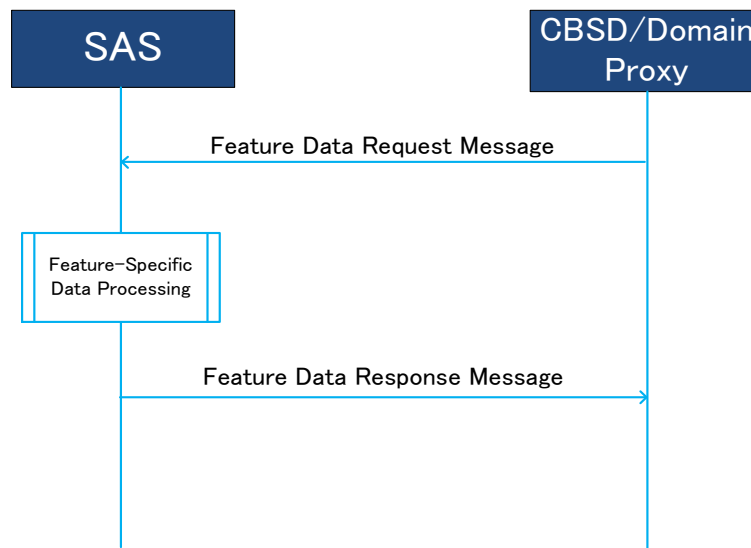 SAS
CBSD/Domain
Proxy
Feature Data Request Message
Feature-Specific
Data Processing
Feature Data Response Message